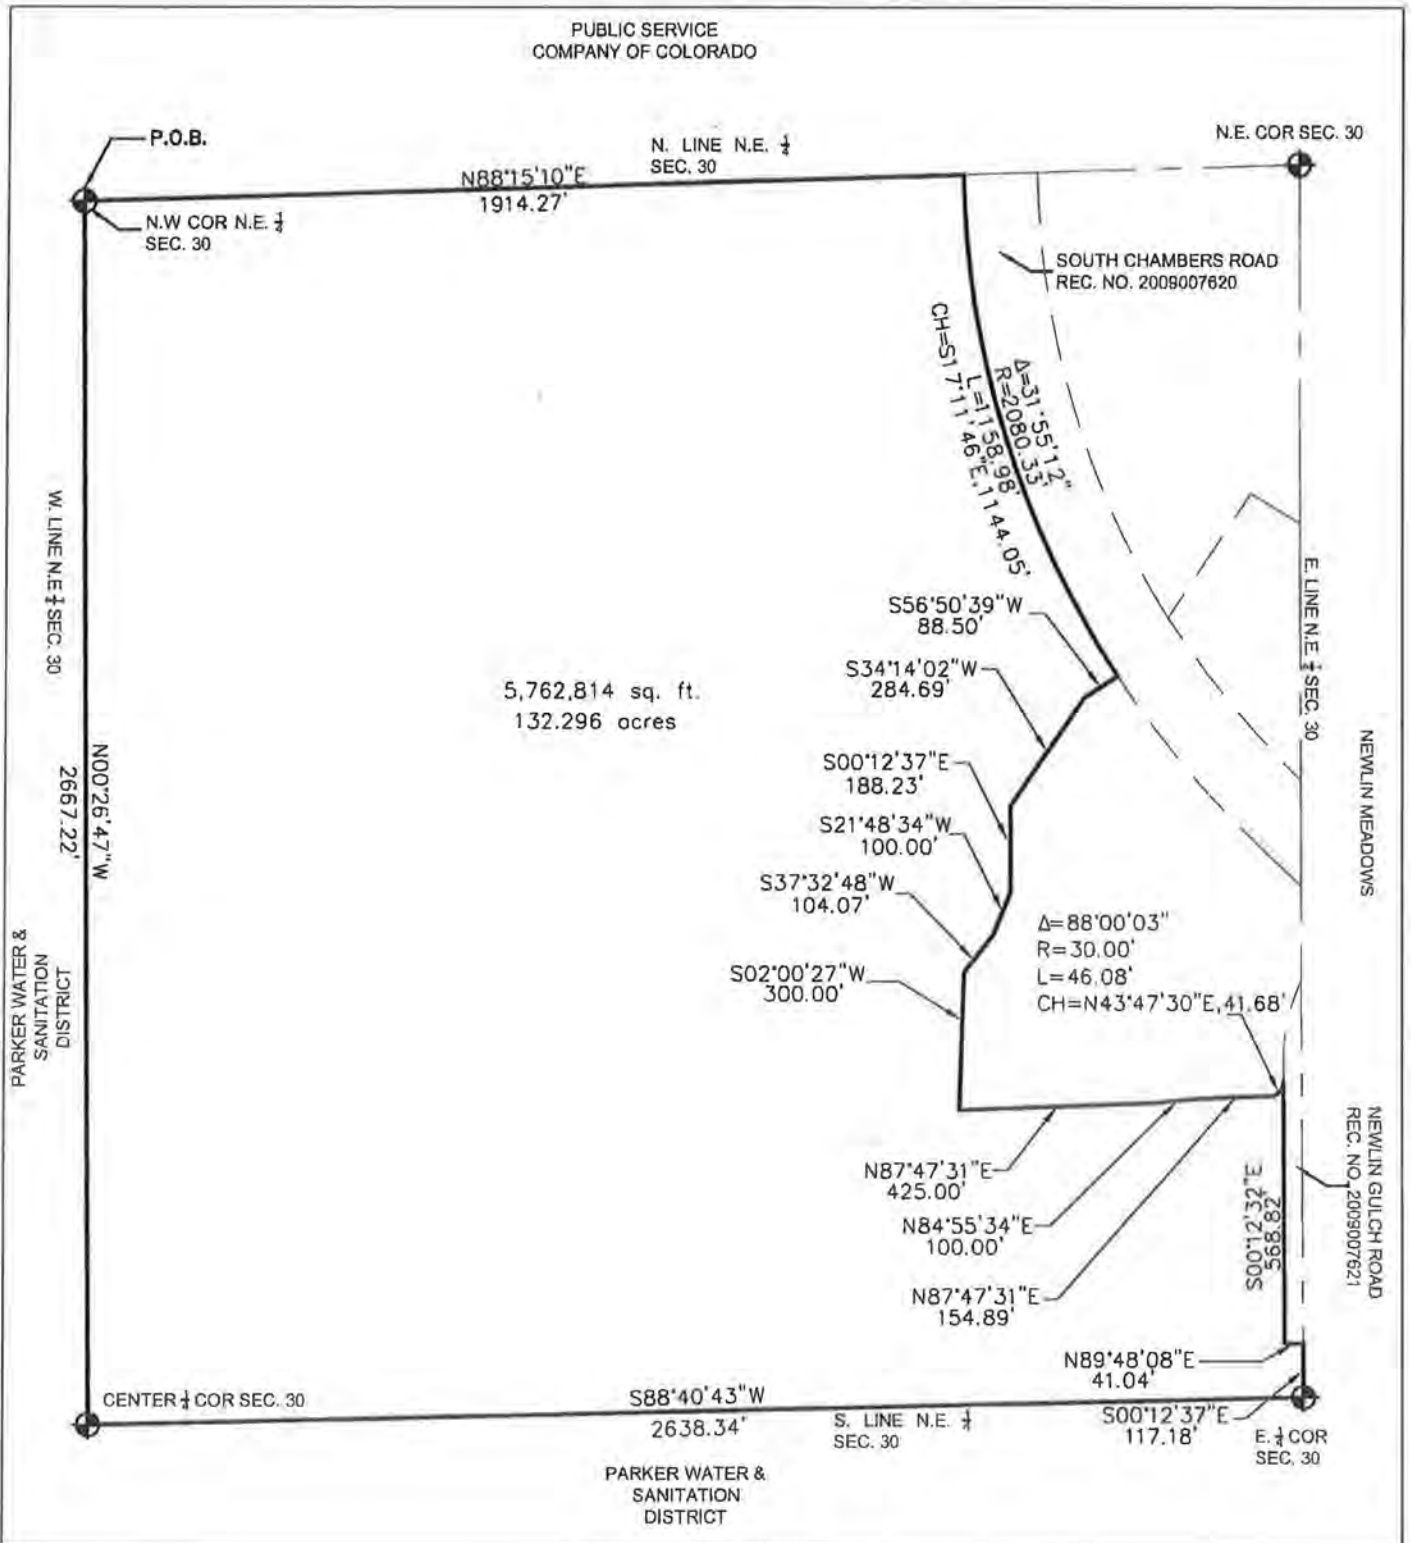 PUBLIC SERVICE
COMPANY OF COLORADO
P.O.B.
N. LINE N.E. 1/4
SEC. 30
N.E. COR SEC. 30
N88°15'10"E
1914.27'
N.W COR N.E. 1/4
SEC. 30
SOUTH CHAMBERS ROAD
REC. NO. 2009007620
Δ=31°55'12"
R=2080.33'
L=1158.98'
CH=S17°11'46"E,1144.05'
W. LINE N.E 1/4 SEC. 30
E. LINE N.E 1/4 SEC. 30
S56°50'39"W
88.50'
S34°14'02"W
284.69'
5,762,814 sq. ft.
132.296 acres
S00°12'37"E
188.23'
S21°48'34"W
100.00'
S37°32'48"W
104.07'
N00°26'47"W
2667.22'
NEWLIN MEADOWS
Δ=88°00'03"
R=30.00'
L=46.08'
CH=N43°47'30"E,41.68'
S02°00'27"W
300.00'
PARKER WATER &
SANITATION
DISTRICT
N87°47'31"E
425.00'
N84°55'34"E
100.00'
N87°47'31"E
154.89'
S00°12'32"E
568.82'
NEWLIN GULCH ROAD
REC. NO. 2009007621
N89°48'08"E
41.04'
CENTER 1/4 COR SEC. 30
S88°40'43"W
2638.34'
S. LINE N.E. 1/4
SEC. 30
S00°12'37"E
117.18'
E. 1/4 COR
SEC. 30
PARKER WATER &
SANITATION
DISTRICT